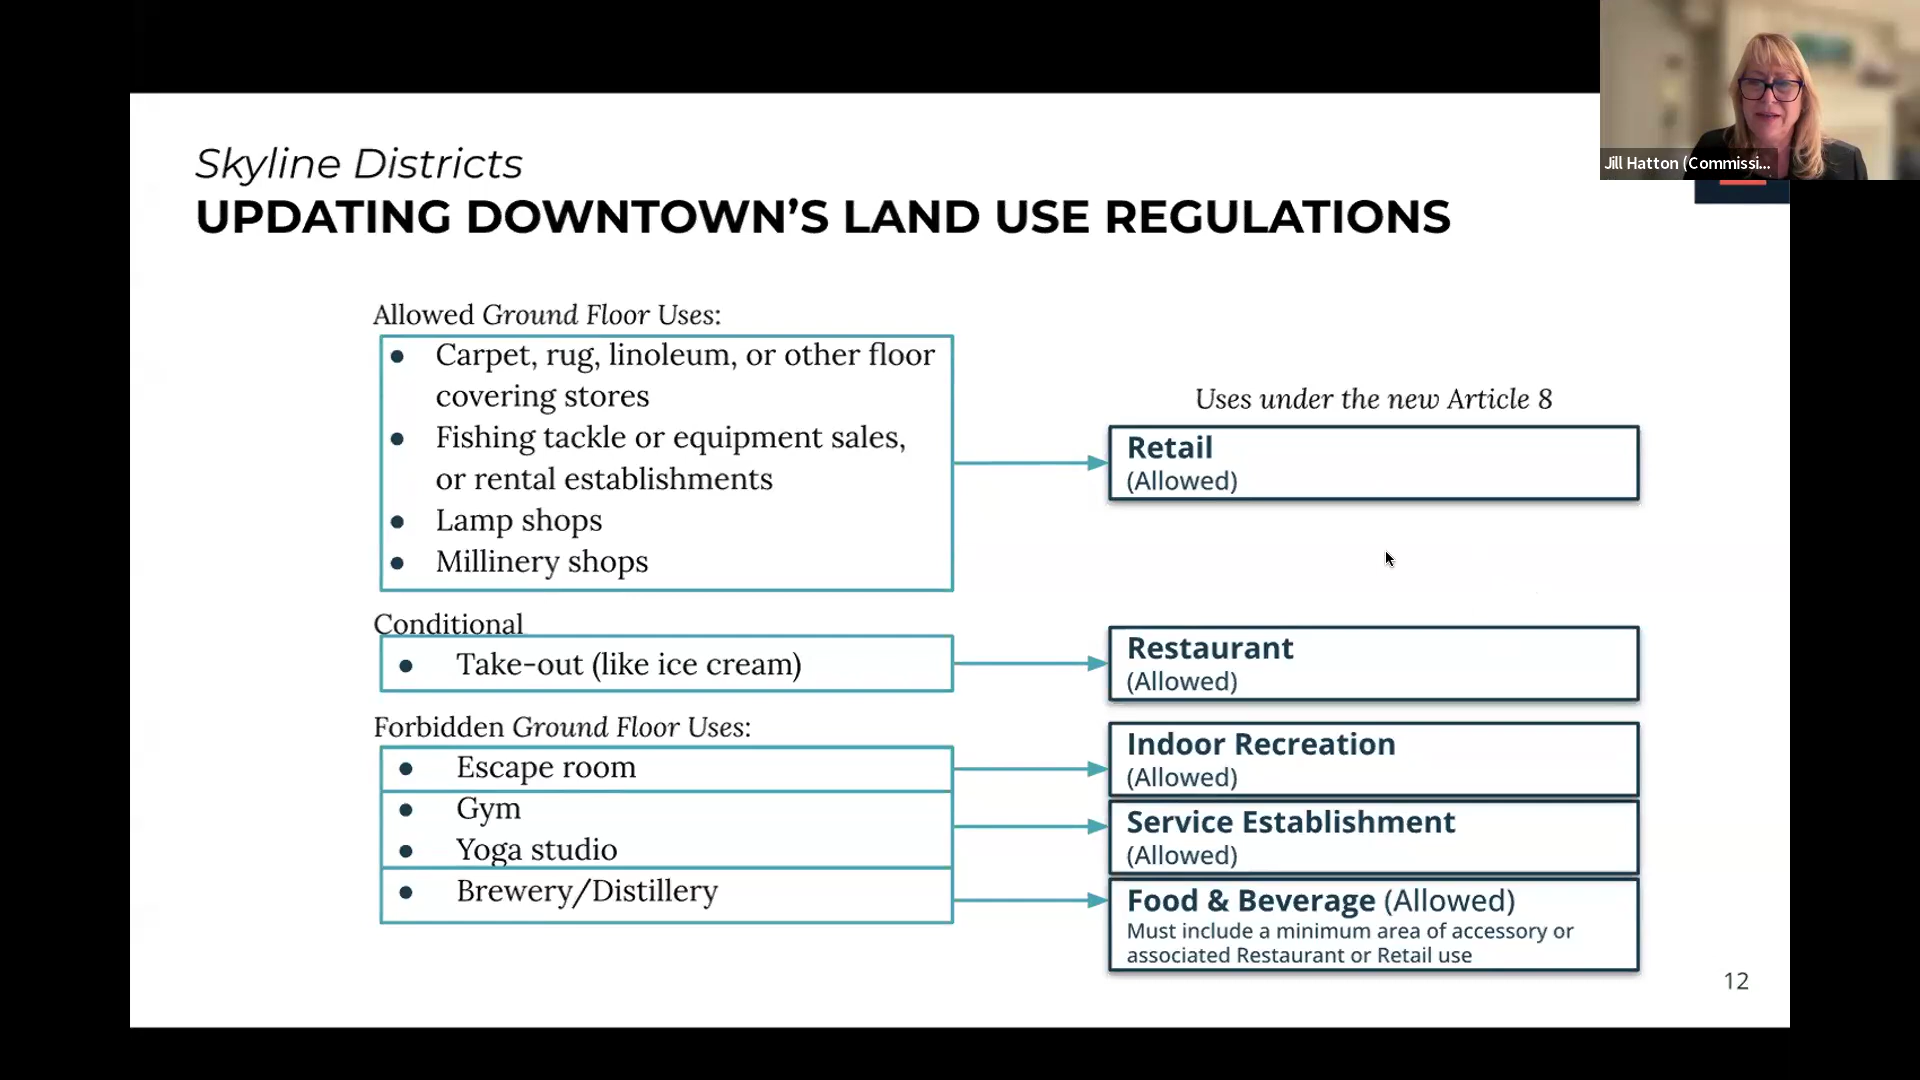 Jill Hatton (Commissi...
Skyline Districts
UPDATING DOWNTOWN’S LAND USE REGULATIONS
Allowed Ground Floor Uses:
● Carpet, rug, linoleum, or other floor
covering stores
● Fishing tackle or equipment sales,
or rental establishments
● Lamp shops
● Millinery shops
Uses under the new Article 8
Retail
(Allowed)
Conditional
● Take-out (like ice cream)
Restaurant
(Allowed)
Forbidden Ground Floor Uses:
● Escape room
● Gym
● Yoga studio
● Brewery/Distillery
Indoor Recreation
(Allowed)
Service Establishment
(Allowed)
Food & Beverage (Allowed)
Must include a minimum area of accessory or
associated Restaurant or Retail use
12